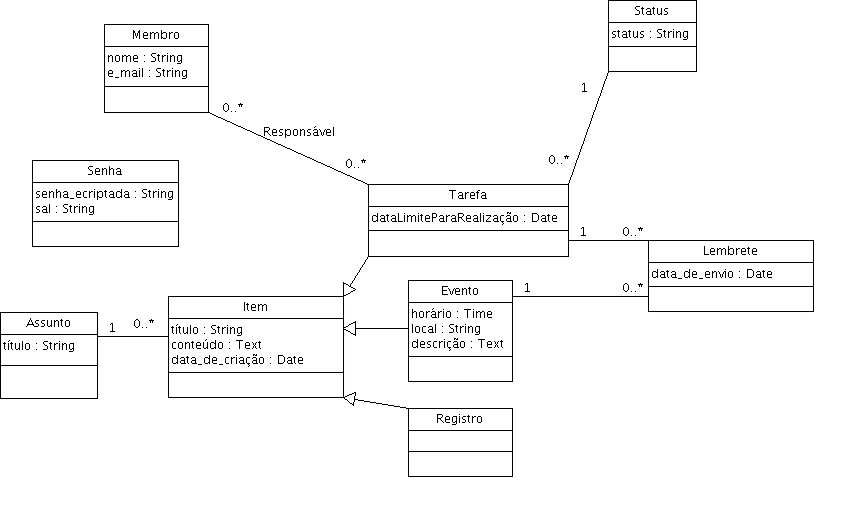 Status
status : String
Membro
nome : String
e_mail : String
1
0..*
Responsável
0..*
0..*
Senha
senha_ecriptada : String
sal : String
Tarefa
dataLimiteParaRealização : Date
1
0..*
Lembrete
data_de_envio : Date
Evento
horário : Time
local : String
descrição : Text
1
0..*
Item
título : String
conteúdo : Text
data_de_criação : Date
Assunto
título : String
1
0..*
Registro